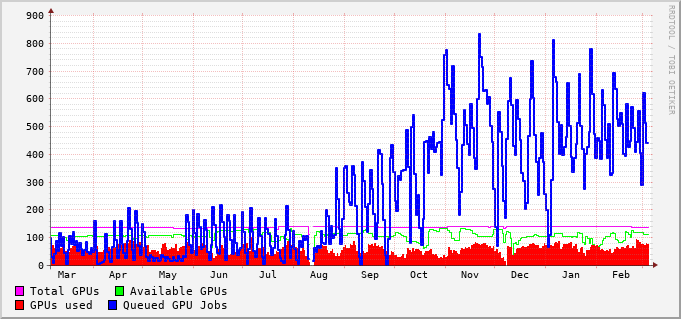 900
800
700
600
500
400
300
200
100
0
Mar Apr May Jun Jul Aug Sep Oct Nov Dec Jan Feb
Total GPUs Available GPUs
GPUs used Queued GPU Jobs
RRDTOOL / TOBI OETIKER